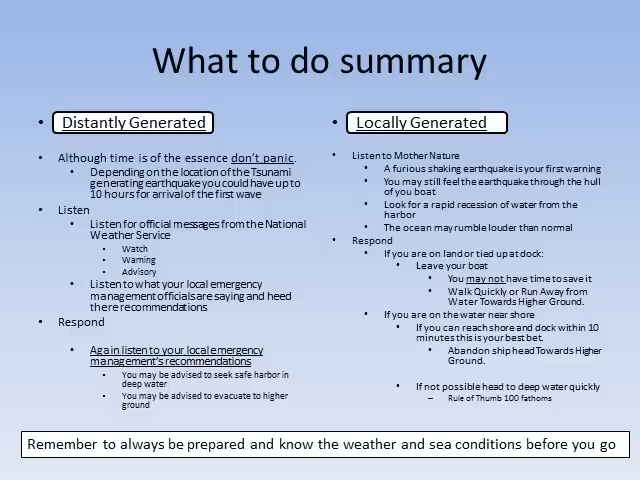 What to do summary
• Distantly Generated
• Although time is of the essence don't panic.
• Depending on the location of the Tsunami
generating earthquake you could have up to
10 hours for arrival of the first wave
• Listen
• Listen for official messages from the National
Weather Service
• Watch
• Warning
• Advisory
• Listen to what your local emergency
management officials are saying and heed
there recommendations
• Respond
• Again listen to your local emergency
management's recommendations
• You may be advised to seek safe harbor in
deep water
• You may be advised to evacuate to higher
ground
• Locally Generated
• Listen to Mother Nature
• A furious shaking earthquake is your first warning
• You may still feel the earthquake through the hull
of you boat
• Look for a rapid recession of water from the
harbor
• The ocean may rumble louder than normal
• Respond
• If you are on land or tied up at dock:
• Leave your boat
• You may not have time to save it
• Walk Quickly or Run Away from
Water Towards Higher Ground.
• If you are on the water near shore
• If you can reach shore and dock within 10
minutes this is your best bet.
• Abandon ship head Towards Higher
Ground.
• If not possible head to deep water quickly
– Rule of Thumb 100 fathoms
Remember to always be prepared and know the weather and sea conditions before you go